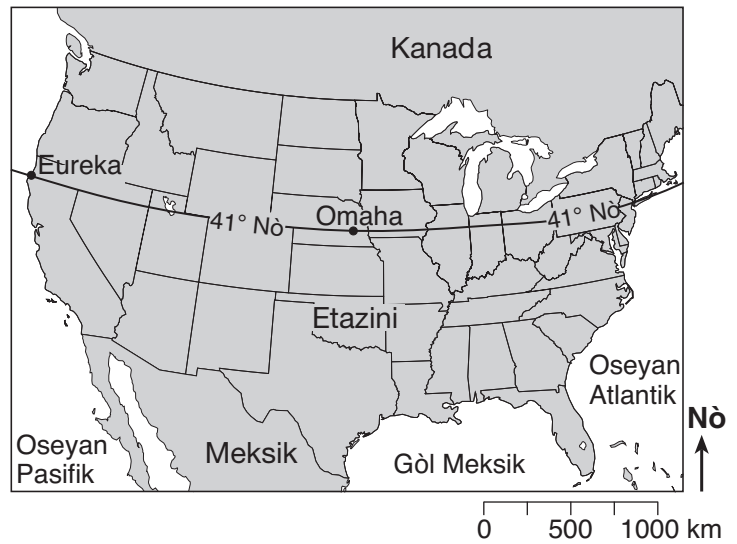 Kanada
Eureka
41° Nò
Omaha
41° Nò
Etazini
Oseyan
Atlantik
Nò
Oseyan
Pasifik
Meksik
Gòl Meksik
0 500 1000 km